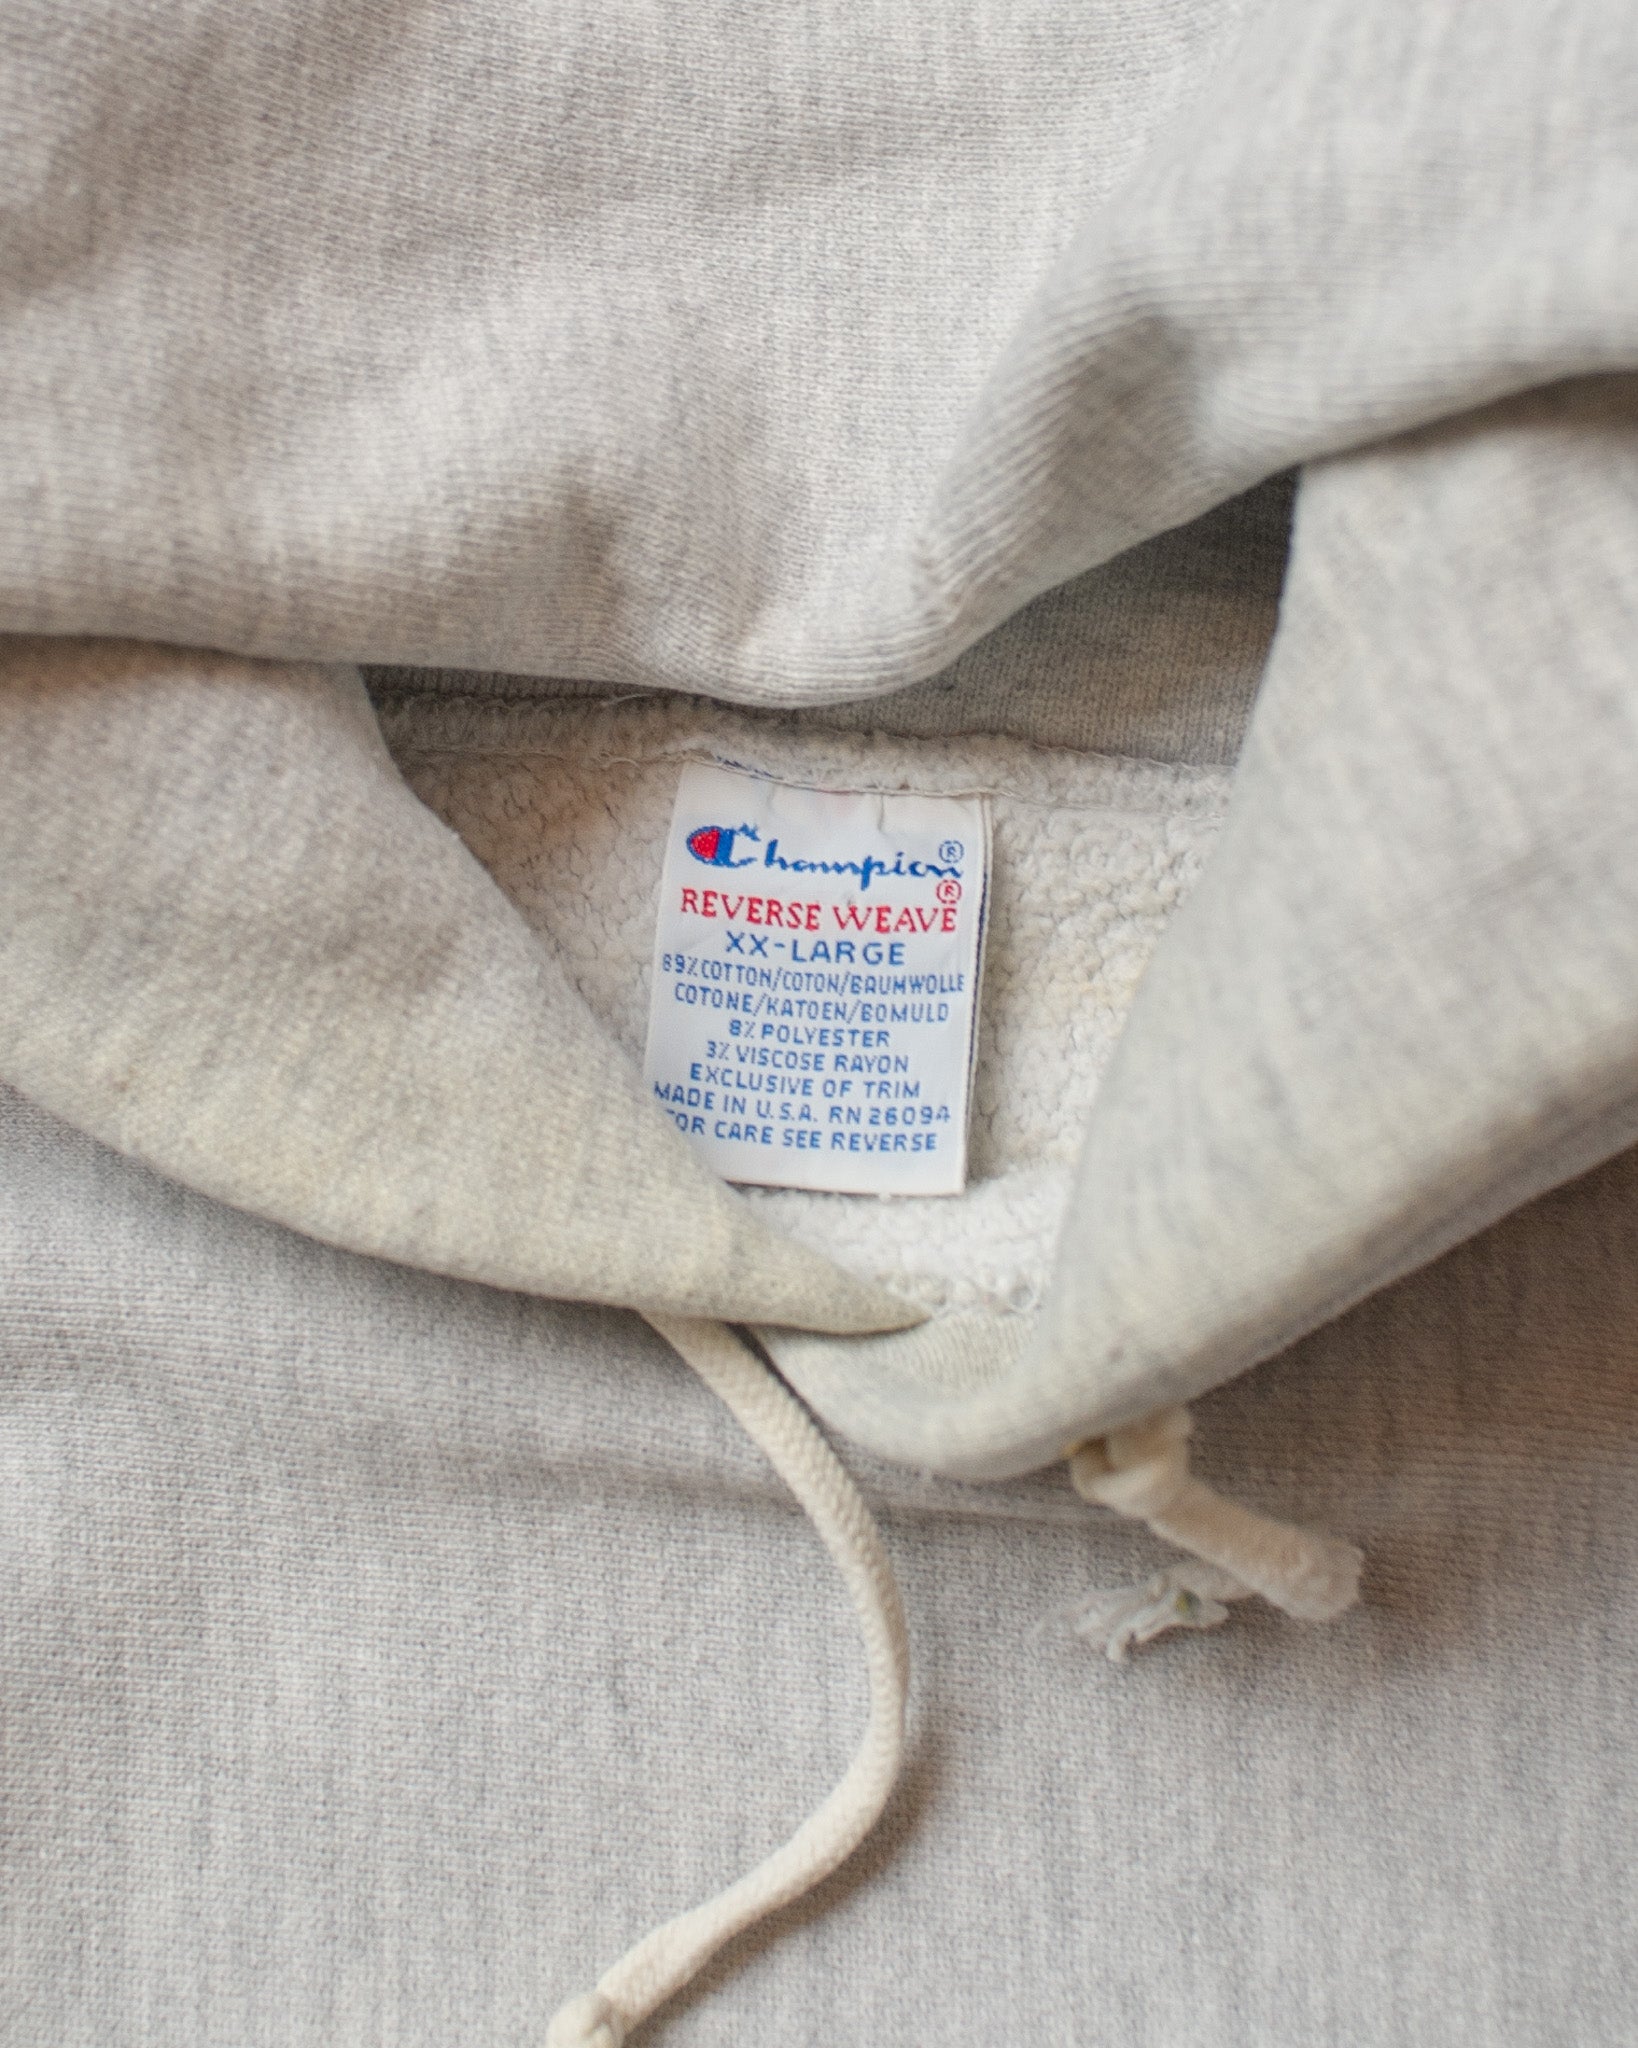 Champion®
REVERSE WEAVE®
XX-LARGE
89% COTTON/COTON/BAUMWOLLE
COTONE/KATOEN/BOMULD
8% POLYESTER
3% VISCOSE RAYON
EXCLUSIVE OF TRIM
MADE IN U.S.A. RN 26094
FOR CARE SEE REVERSE